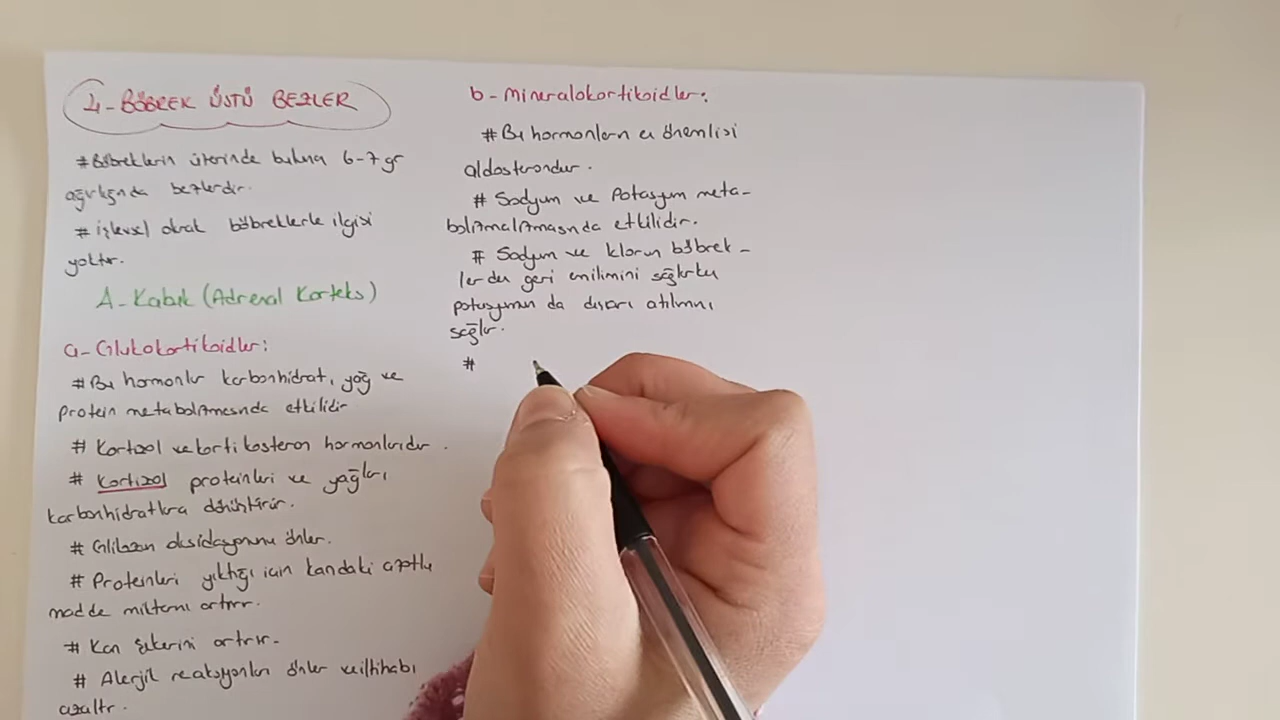 4-BÖBREK ÜSTÜ BEZLER
#Böbreklerin üzerinde buluna 6-7 gr
ağırlığında bezlerdir.
# İşlevsel olarak böbreklerle ilgisi
yoktur.
A-Kabuk (Adrenal Korteks)
a-Glukokortikoidler:
#Bu hormonlar karbonhidrat, yağ ve
Protein metabolizmasında etkilidir
# Kortizol ve kortikosteron hormonlarıdır.
# Kortizol proteinleri ve yağları
karbonhidratlara dönüştürür.
# Glikozun oksidasyonunu önler.
# Proteinleri yıktığı için kandaki azotlu
madde miktarını artırır.
# Kan şekerini artırır.
# Alerjik reaksiyonları önler ve iltihabı
azaltır.
b-Mineralokortikoidler:
#Bu hormonların en önemlisi
aldosterondur.
# Sodyum ve Potasyum meta-
bolizmalarında etkilidir.
# Sodyum ve klorun böbrek-
lerden geri emilimini sağlarken
potasyumun da dışarı atılmını
sağlar.
#